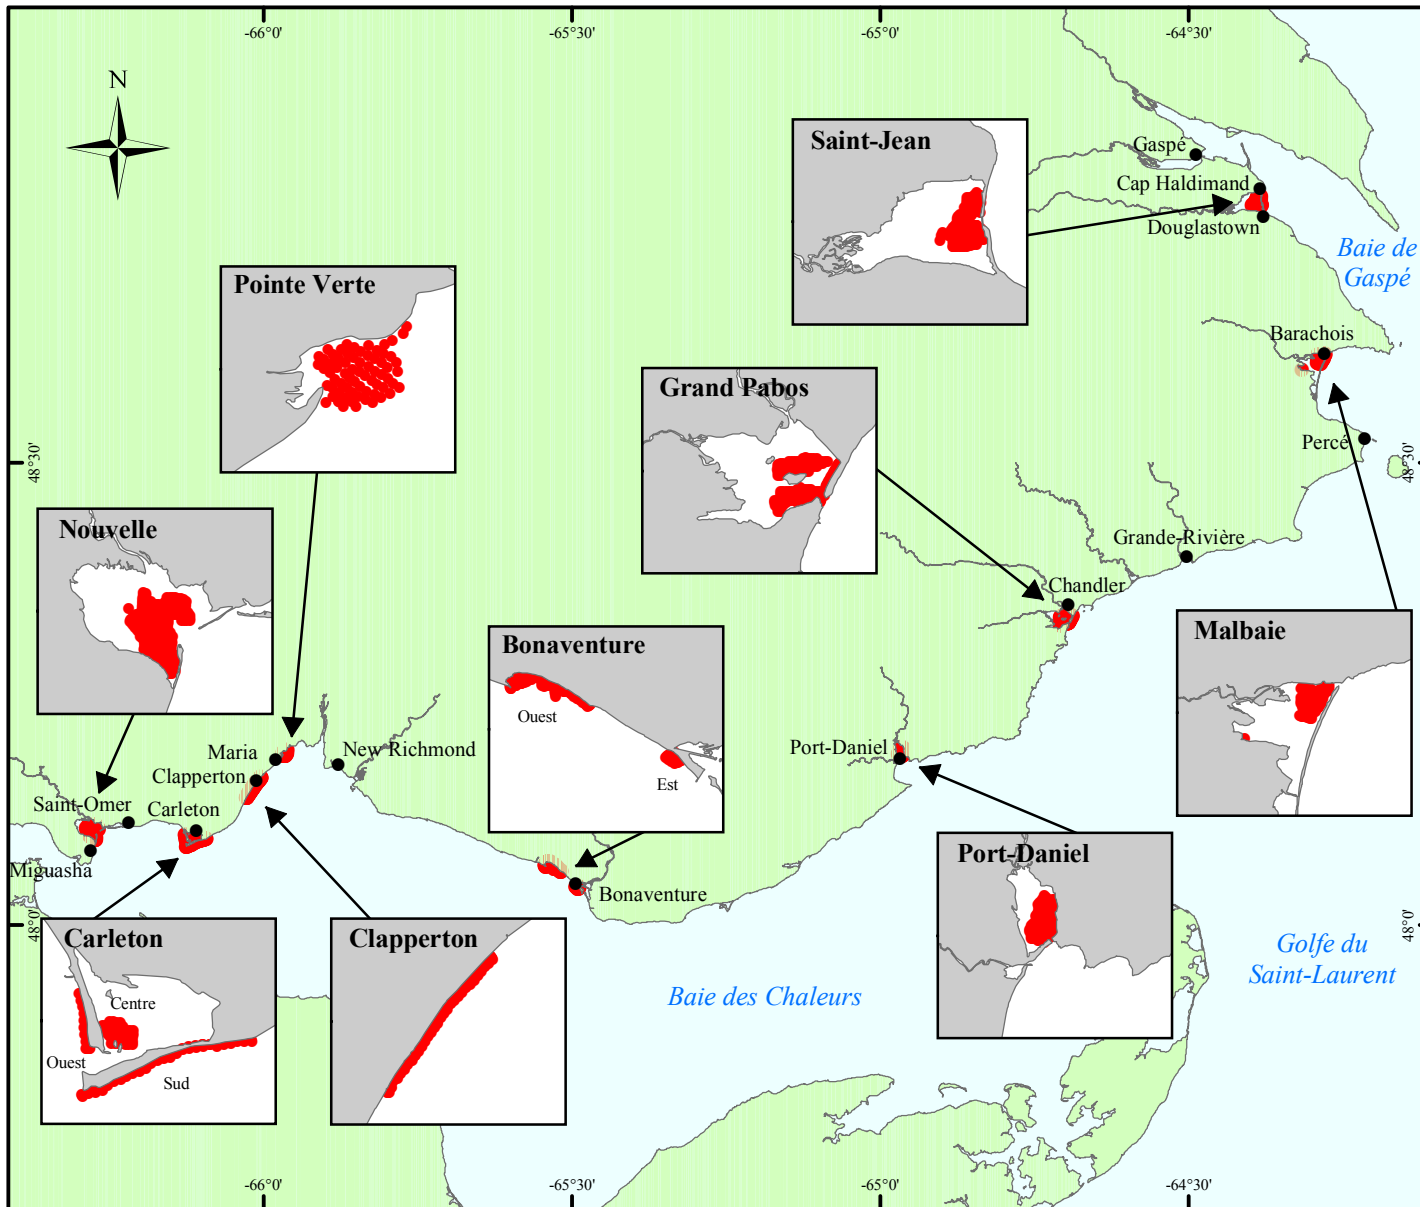 -66°0'
-65°30'
-65°0'
-64°30'
N
Saint-Jean
Gaspé
Cap Haldimand
Douglastown
Baie de
Gaspé
Pointe Verte
Barachois
Grand Pabos
Percé
48°30'
48°30'
Nouvelle
Grande-Rivière
Chandler
Bonaventure
Ouest
Est
Malbaie
Maria
New Richmond
Port-Daniel
Clapperton
Saint-Omer
Carleton
Miguasha
Port-Daniel
Bonaventure
48°0'
48°0'
Carleton
Centre
Ouest
Sud
Clapperton
Baie des Chaleurs
Golfe du
Saint-Laurent
-66°0'
-65°30'
-65°0'
-64°30'